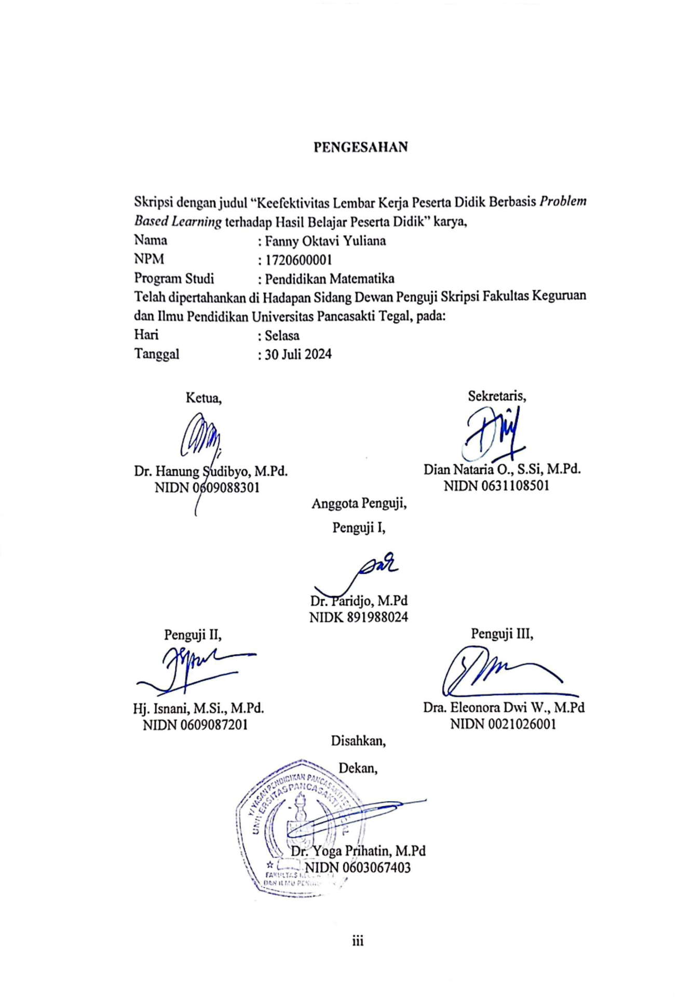 PENGESAHAN
Skripsi dengan judul “Keefektivitas Lembar Kerja Peserta Didik Berbasis Problem
Based Learning terhadap Hasil Belajar Peserta Didik” karya,
Nama : Fanny Oktavi Yuliana
NPM : 1720600001
Program Studi : Pendidikan Matematika
Telah dipertahankan di Hadapan Sidang Dewan Penguji Skripsi Fakultas Keguruan
dan Ilmu Pendidikan Universitas Pancasakti Tegal, pada:
Hari : Selasa
Tanggal : 30 Juli 2024
Ketua,
Sekretaris,
Dr. Hanung Sudibyo, M.Pd.
NIDN 0609088301
Dian Nataria O., S.Si, M.Pd.
NIDN 0631108501
Anggota Penguji,
Penguji I,
Dr. Paridjo, M.Pd
NIDK 891988024
Penguji II,
Penguji III,
Hj. Isnani, M.Si., M.Pd.
NIDN 0609087201
Dra. Eleonora Dwi W., M.Pd
NIDN 0021026001
Disahkan,
Dekan,
YAYASAN PENDIDIKAN PANCASAKTI TEGAL
UNIVERSITAS PANCASAKTI TEGAL
Dr. Yoga Prihatin, M.Pd
NIDN 0603067403
FAKULTAS
DAN ILMU
iii